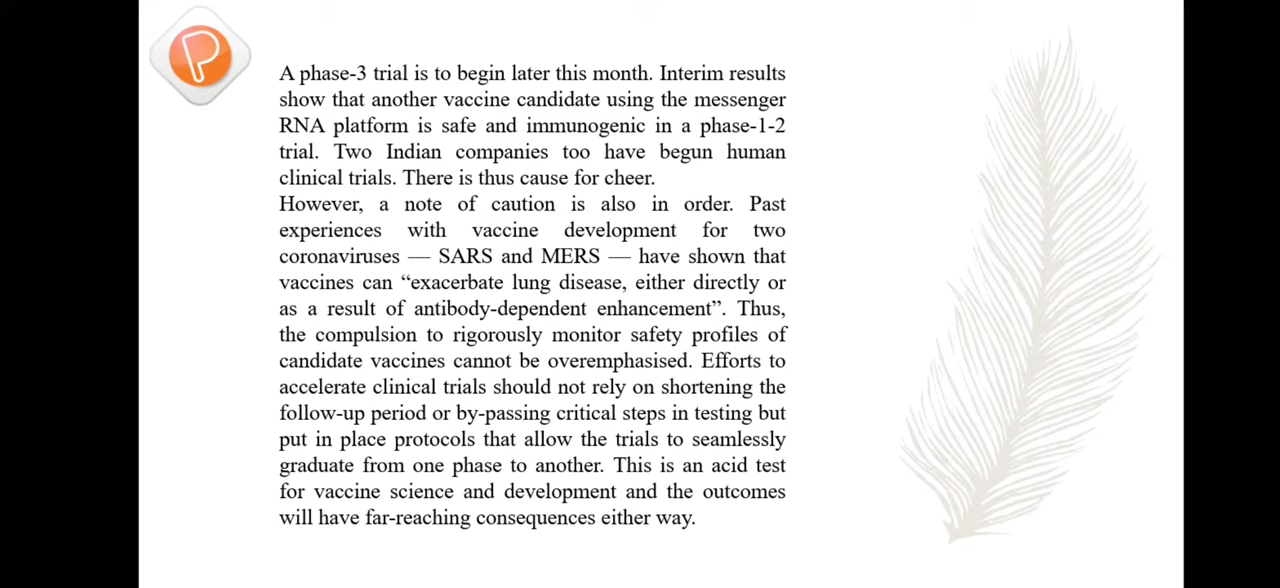 A phase-3 trial is to begin later this month. Interim results
show that another vaccine candidate using the messenger
RNA platform is safe and immunogenic in a phase-1-2
trial. Two Indian companies too have begun human
clinical trials. There is thus cause for cheer.
However, a note of caution is also in order. Past
experiences with vaccine development for two
coronaviruses — SARS and MERS — have shown that
vaccines can “exacerbate lung disease, either directly or
as a result of antibody-dependent enhancement”. Thus,
the compulsion to rigorously monitor safety profiles of
candidate vaccines cannot be overemphasised. Efforts to
accelerate clinical trials should not rely on shortening the
follow-up period or by-passing critical steps in testing but
put in place protocols that allow the trials to seamlessly
graduate from one phase to another. This is an acid test
for vaccine science and development and the outcomes
will have far-reaching consequences either way.